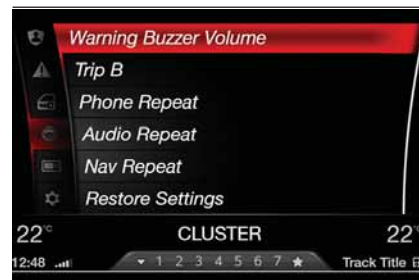 Warning Buzzer Volume
Trip B
Phone Repeat
Audio Repeat
Nav Repeat
Restore Settings
22°C CLUSTER 22°
12:48 1 2 3 4 5 6 7 Track Title